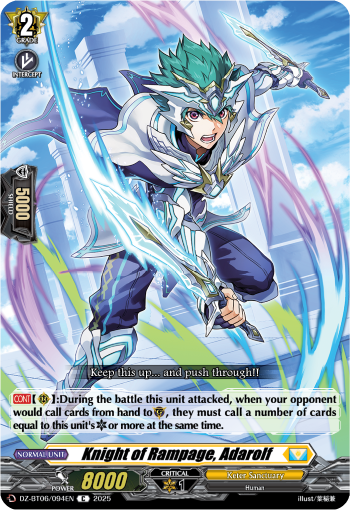 2
GRADE
INTERCEPT
5000
SHIELD
Keep this up... and push through!!
CONT【 】:During the battle this unit attacked, when your opponent
would call cards from hand to , they must call a number of cards
equal to this unit's or more at the same time.
NORMAL UNIT
Knight of Rampage, Adarolf
POWER
8000
CRITICAL
1
Keter Sanctuary
Human
DZ-BT06/094EN C 2025
illust/葉稲兼